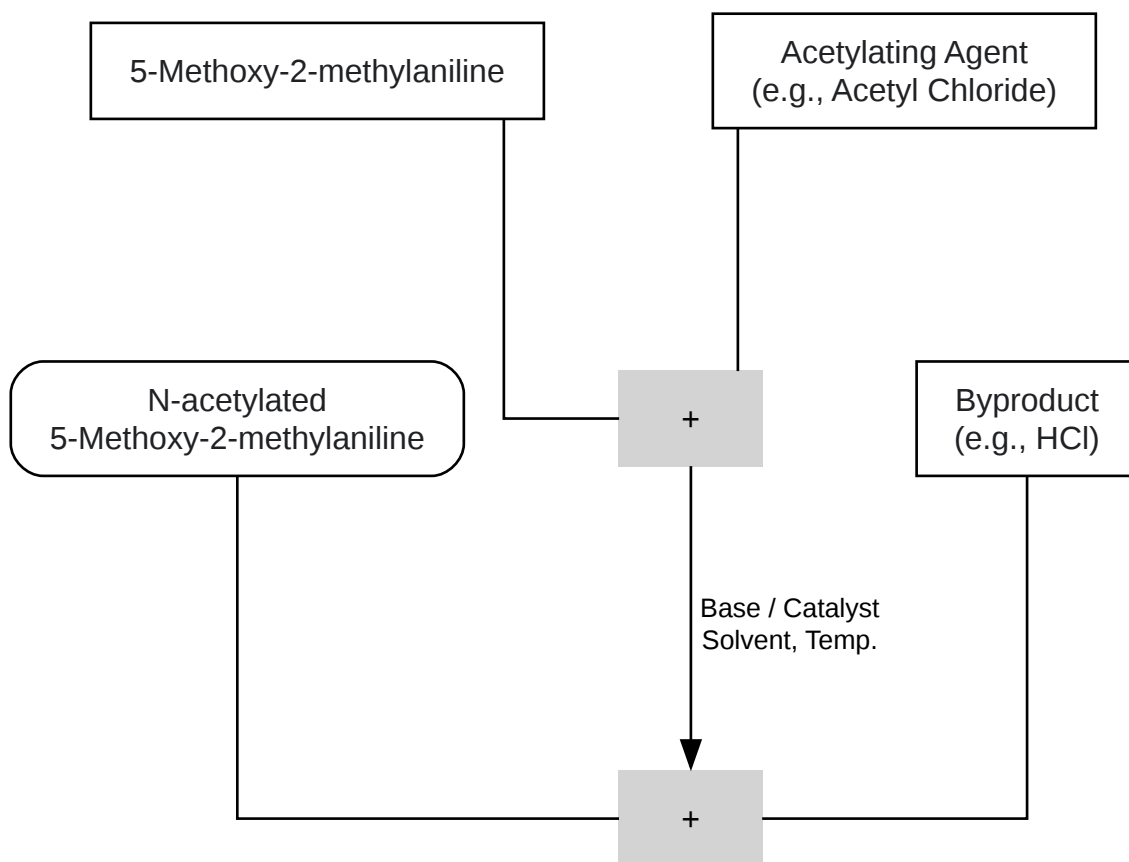 5-Methoxy-2-methylaniline
Acetylating Agent
(e.g., Acetyl Chloride)
+
N-acetylated
5-Methoxy-2-methylaniline
Byproduct
(e.g., HCl)
Base / Catalyst
Solvent, Temp.
+